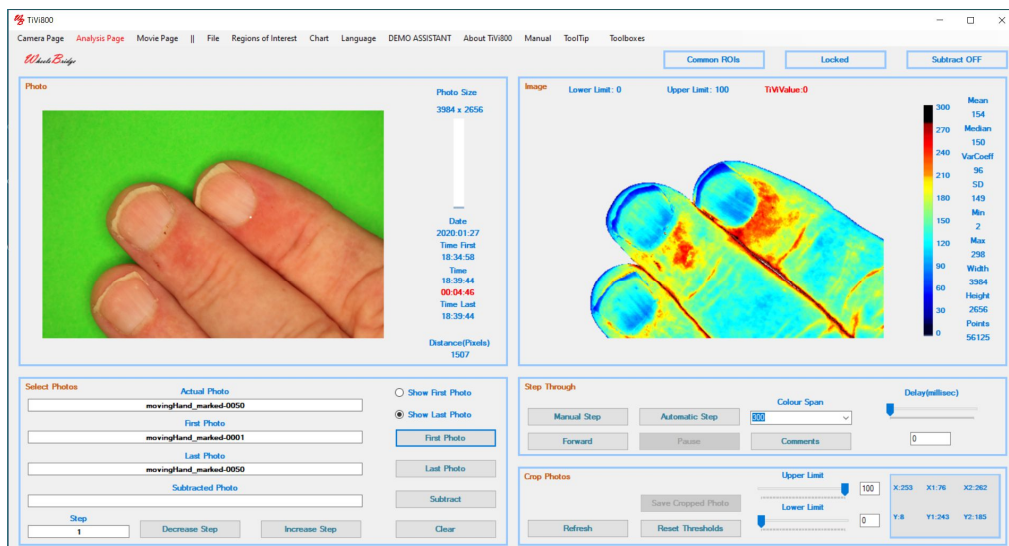 TiVi800
Camera Page Analysis Page Movie Page || File Regions of Interest Chart Language DEMO ASSISTANT About TiVi800 Manual ToolTip Toolboxes
WheelsBridge
Common ROIs Locked Subtract OFF
Photo
Photo Size
3984 x 2656
Date
2020:01:27
Time First
18:34:58
Time
18:39:44
00:04:46
Time Last
18:39:44
Distance(Pixels)
1507
Image Lower Limit: 0 Upper Limit: 100 TiViValue:0
300
270
240
210
180
150
120
90
60
30
0
Mean
154
Median
150
VarCoeff
96
SD
149
Min
2
Max
298
Width
3984
Height
2656
Points
56125
Select Photos
Actual Photo
movingHand_marked-0050
First Photo
movingHand_marked-0001
Last Photo
movingHand_marked-0050
Subtracted Photo
Step
1
Decrease Step Increase Step
Show First Photo
Show Last Photo
First Photo
Last Photo
Subtract
Clear
Step Through
Manual Step Automatic Step
Colour Span
300
Delay(millisec)
Forward Pause Comments
0
Crop Photos
Save Cropped Photo
Refresh Reset Thresholds
Upper Limit
100
Lower Limit
0
X:253 X1:76 X2:262
Y:8 Y1:243 Y2:185